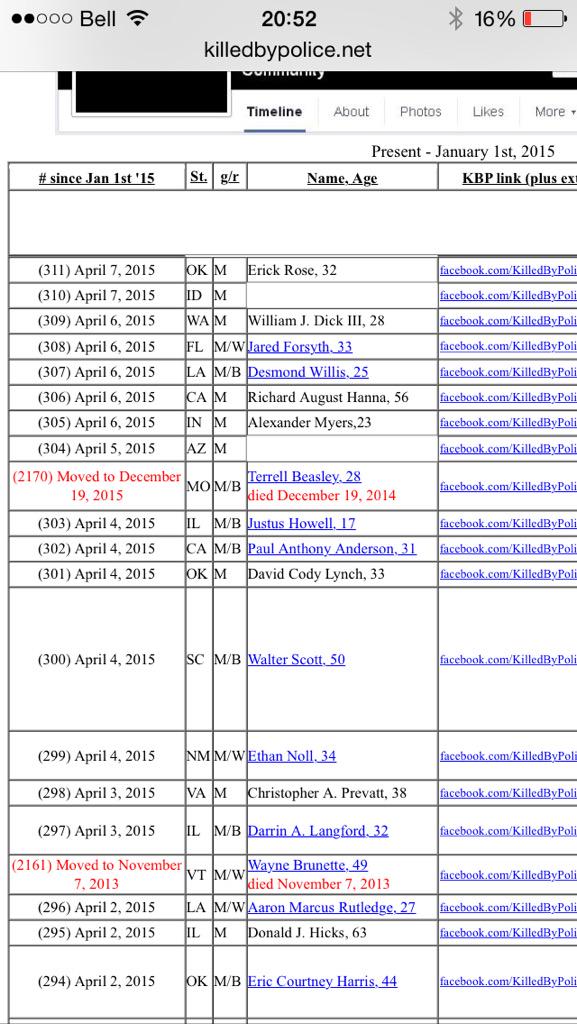 Bell 20:52 16%
killedbypolice.net
Community
Timeline About Photos Likes More
Present - January 1st, 2015
# since Jan 1st '15 St. g/r Name, Age KBP link (plus ext
(311) April 7, 2015 OK M Erick Rose, 32 facebook.com/KilledByPoli
(310) April 7, 2015 ID M facebook.com/KilledByPoli
(309) April 6, 2015 WA M William J. Dick III, 28 facebook.com/KilledByPoli
(308) April 6, 2015 FL M/W Jared Forsyth, 33 facebook.com/KilledByPoli
(307) April 6, 2015 LA M/B Desmond Willis, 25 facebook.com/KilledByPoli
(306) April 6, 2015 CA M Richard August Hanna, 56 facebook.com/KilledByPoli
(305) April 6, 2015 IN M Alexander Myers,23 facebook.com/KilledByPoli
(304) April 5, 2015 AZ M facebook.com/KilledByPoli
(2170) Moved to December
19, 2015 MO M/B Terrell Beasley, 28
died December 19, 2014 facebook.com/KilledByPoli
(303) April 4, 2015 IL M/B Justus Howell, 17 facebook.com/KilledByPoli
(302) April 4, 2015 CA M/B Paul Anthony Anderson, 31 facebook.com/KilledByPoli
(301) April 4, 2015 OK M David Cody Lynch, 33 facebook.com/KilledByPoli
(300) April 4, 2015 SC M/B Walter Scott, 50 facebook.com/KilledByPoli
(299) April 4, 2015 NM M/W Ethan Noll, 34 facebook.com/KilledByPoli
(298) April 3, 2015 VA M Christopher A. Prevatt, 38 facebook.com/KilledByPoli
(297) April 3, 2015 IL M/B Darrin A. Langford, 32 facebook.com/KilledByPoli
(2161) Moved to November
7, 2013 VT M/W Wayne Brunette, 49
died November 7, 2013 facebook.com/KilledByPoli
(296) April 2, 2015 LA M/W Aaron Marcus Rutledge, 27 facebook.com/KilledByPoli
(295) April 2, 2015 IL M Donald J. Hicks, 63 facebook.com/KilledByPoli
(294) April 2, 2015 OK M/B Eric Courtney Harris, 44 facebook.com/KilledByPoli